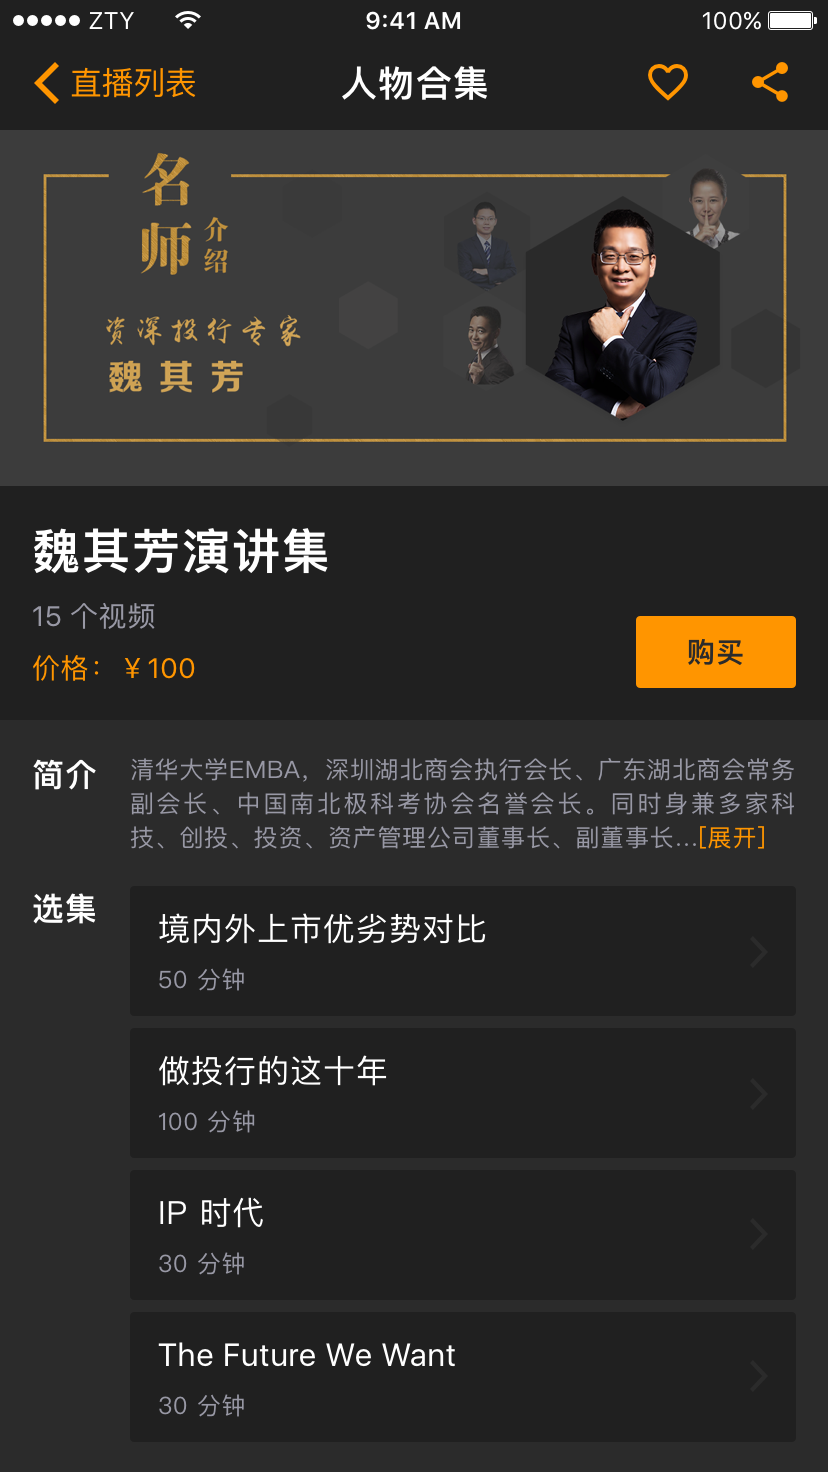 ZTY 9:41 AM 100%
直播列表 人物合集
名师介绍
资深投行专家
魏其芳
魏其芳演讲集
15 个视频
价格：￥100
购买
简介
清华大学EMBA，深圳湖北商会执行会长、广东湖北商会常务
副会长、中国南北极科考协会名誉会长。同时身兼多家科
技、创投、投资、资产管理公司董事长、副董事长...[展开]
选集
境内外上市优劣势对比
50 分钟
做投行的这十年
100 分钟
IP 时代
30 分钟
The Future We Want
30 分钟